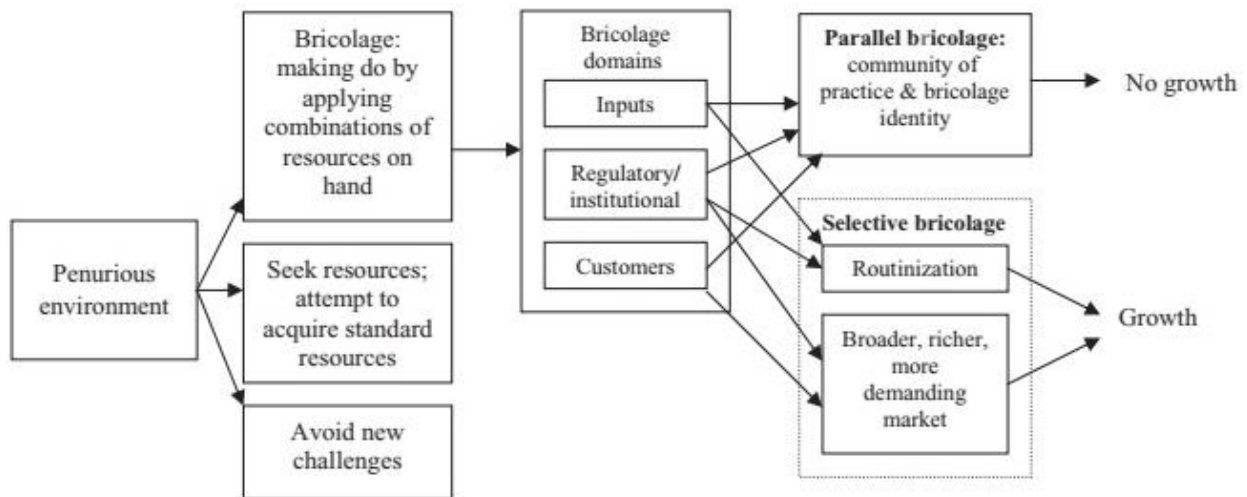 Penurious
environment
Bricolage:
making do by
applying
combinations of
resources on
hand
Seek resources;
attempt to
acquire standard
resources
Avoid new
challenges
Bricolage
domains
Inputs
Regulatory/
institutional
Customers
Parallel bricolage:
community of
practice & bricolage
identity
No growth
Selective bricolage
Routinization
Broader, richer,
more
demanding
market
Growth